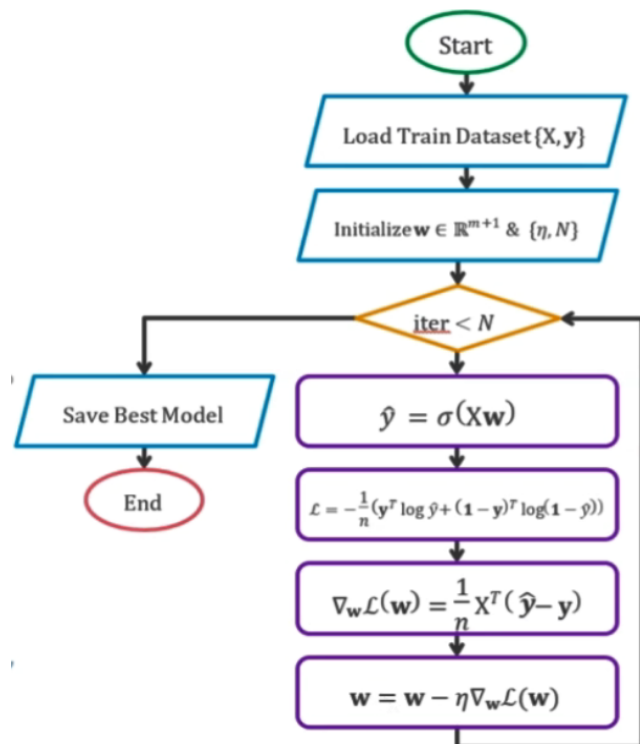 Start
Load Train Dataset {X, y}
Initialize w ∈ ℝ^{m+1} & {η, N}
iter < N
Save Best Model
End
ŷ = σ(Xw)
ℒ = −1/n (y^T log ŷ + (1 − y)^T log(1 − ŷ))
∇_w ℒ(w) = 1/n X^T (ŷ − y)
w = w − η∇_w ℒ(w)